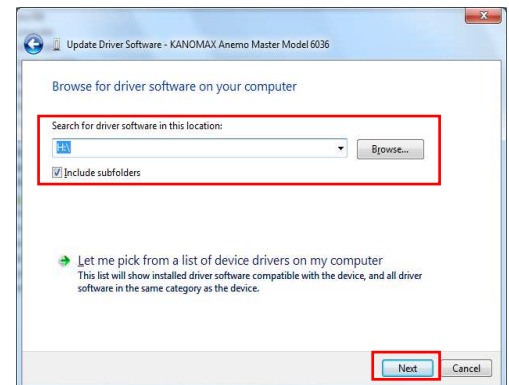 Update Driver Software - KANOMAX Anemo Master Model 6036
Browse for driver software on your computer
Search for driver software in this location:
H:\
Browse...
Include subfolders
Let me pick from a list of device drivers on my computer
This list will show installed driver software compatible with the device, and all driver
software in the same category as the device.
Next Cancel